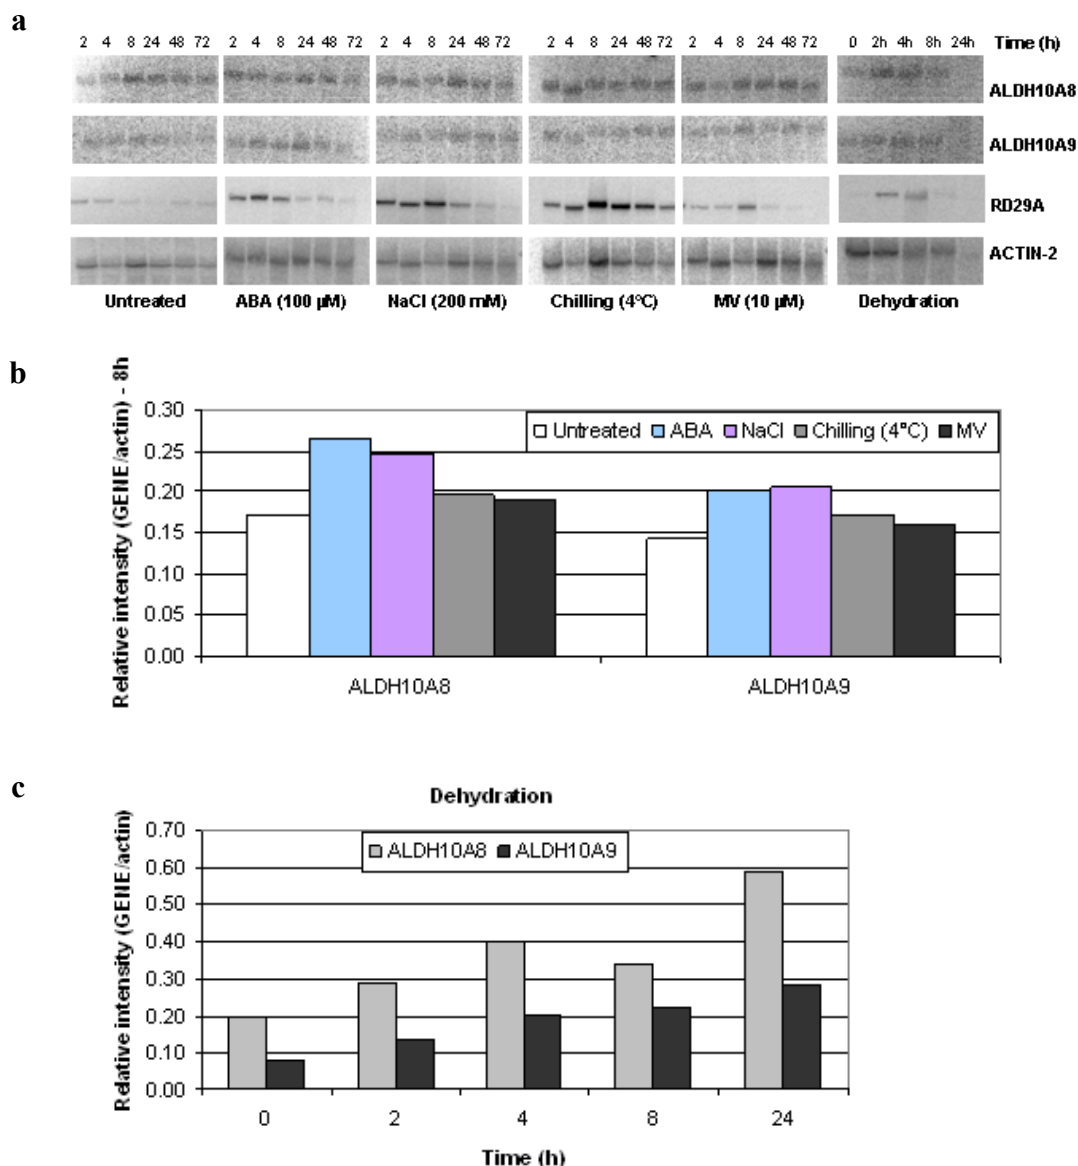 a
2 4 8 24 48 72 2 4 8 24 48 72 2 4 8 24 48 72 2 4 8 24 48 72 2 4 8 24 48 72 0 2h 4h 8h 24h Time (h)
ALDH10A8
ALDH10A9
RD29A
ACTIN-2
Untreated ABA (100 µM) NaCl (200 mM) Chilling (4°C) MV (10 µM) Dehydration
b
Relative intensity (GENE/actin) - 8h
0.30
0.25
0.20
0.15
0.10
0.05
0.00
Untreated ABA NaCl Chilling (4°C) MV
ALDH10A8 ALDH10A9
c
Dehydration
Relative intensity (GENE/actin)
0.70
0.60
0.50
0.40
0.30
0.20
0.10
0.00
ALDH10A8 ALDH10A9
0 2 4 8 24
Time (h)